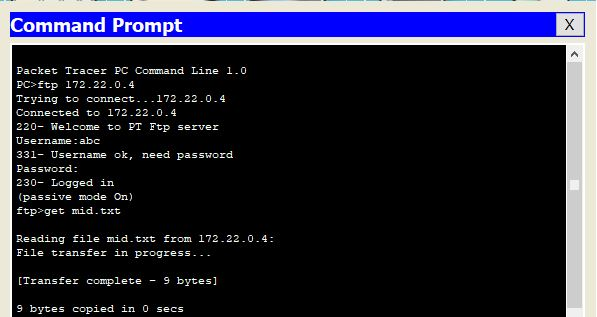 Command Prompt
X
Packet Tracer PC Command Line 1.0
PC>ftp 172.22.0.4
Trying to connect...172.22.0.4
Connected to 172.22.0.4
220- Welcome to PT Ftp server
Username:abc
331- Username ok, need password
Password:
230- Logged in
(passive mode On)
ftp>get mid.txt
Reading file mid.txt from 172.22.0.4:
File transfer in progress...
[Transfer complete - 9 bytes]
9 bytes copied in 0 secs